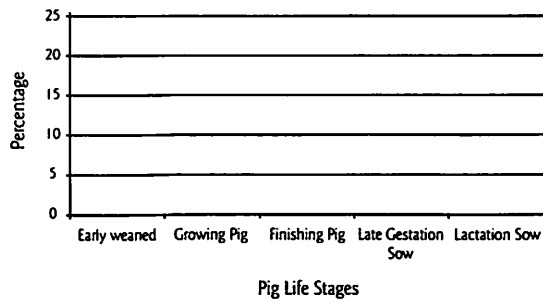 25
20
15
10
5
0
Percentage
Early weaned Growing Pig Finishing Pig Late Gestation Sow Lactation Sow
Pig Life Stages